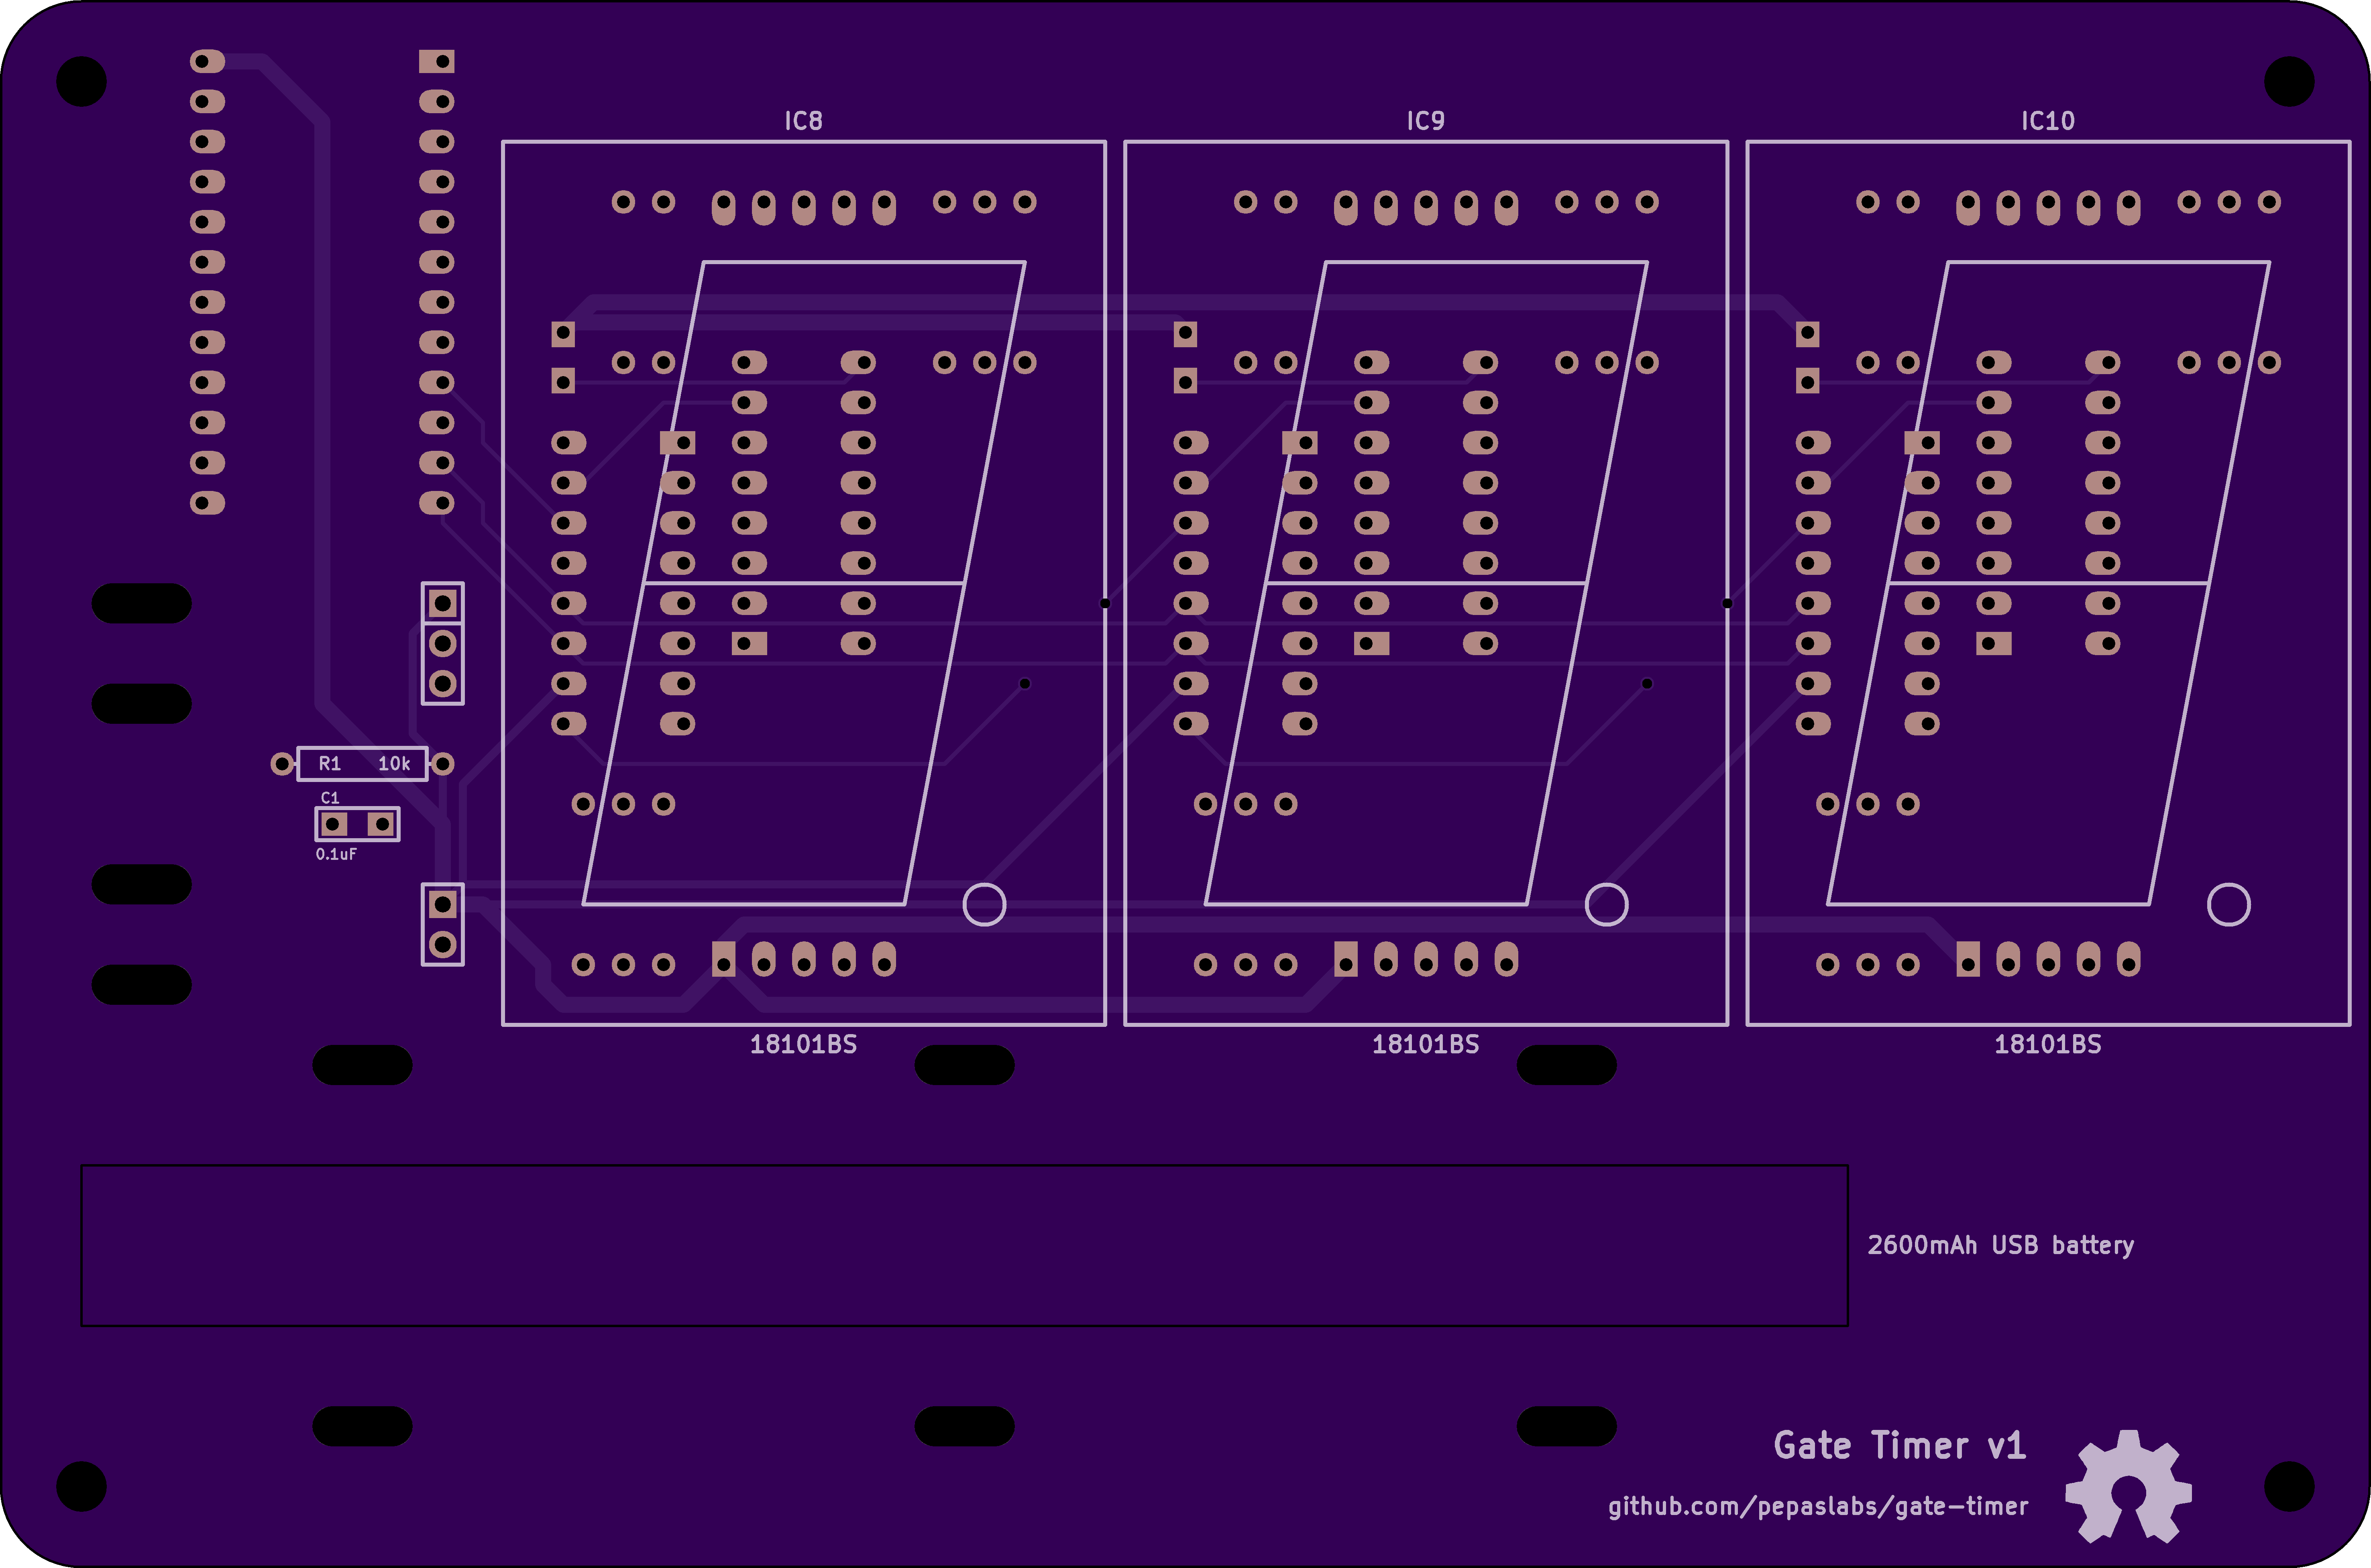 IC8
IC9
IC10
R1 10k
C1
0.1uF
18101BS
18101BS
18101BS
2600mAh USB battery
Gate Timer v1
github.com/pepaslabs/gate-timer